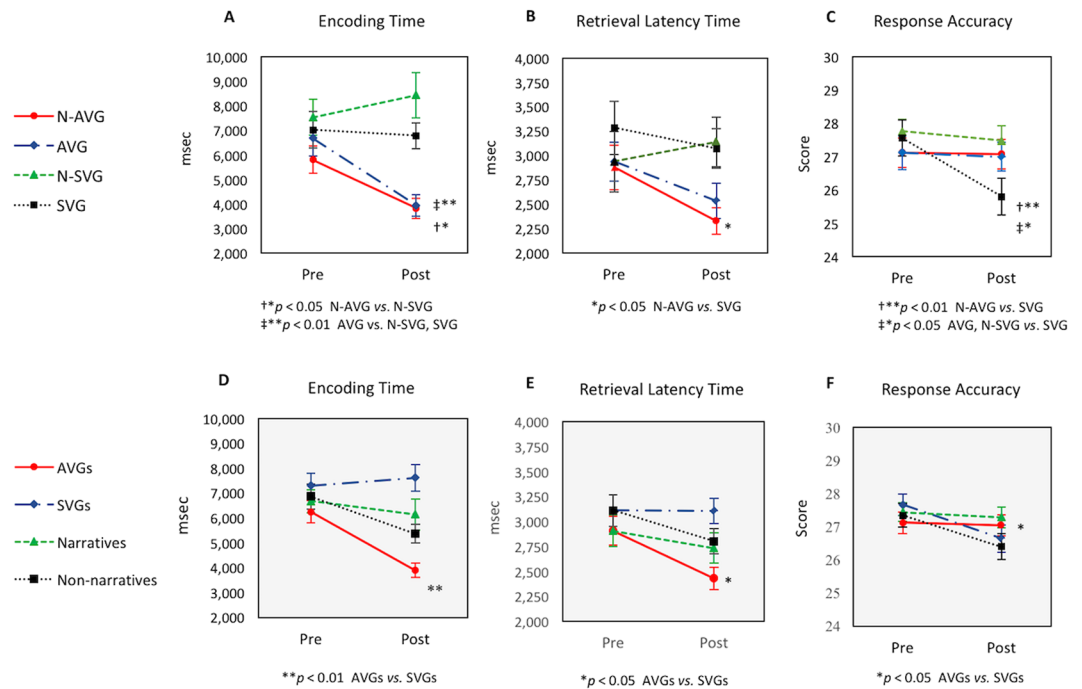 A Encoding Time
B Retrieval Latency Time
C Response Accuracy
N-AVG
AVG
N-SVG
SVG
msec
10,000
9,000
8,000
7,000
6,000
5,000
4,000
3,000
2,000
‡**
†*
Pre Post
†*p < 0.05 N-AVG vs. N-SVG
‡**p < 0.01 AVG vs. N-SVG, SVG
msec
4,000
3,750
3,500
3,250
3,000
2,750
2,500
2,250
2,000
*
Pre Post
*p < 0.05 N-AVG vs. SVG
Score
30
28
27
26
25
24
†**
‡*
Pre Post
†**p < 0.01 N-AVG vs. SVG
‡*p < 0.05 AVG, N-SVG vs SVG
D Encoding Time
E Retrieval Latency Time
F Response Accuracy
AVGs
SVGs
Narratives
Non-narratives
msec
10,000
9,000
8,000
7,000
6,000
5,000
4,000
3,000
2,000
**
Pre Post
**p < 0.01 AVGs vs. SVGs
msec
4,000
3,750
3,500
3,250
3,000
2,750
2,500
2,250
2,000
*
Pre Post
*p < 0.05 AVGs vs. SVGs
Score
30
28
27
26
25
24
*
Pre Post
*p < 0.05 AVGs vs. SVGs